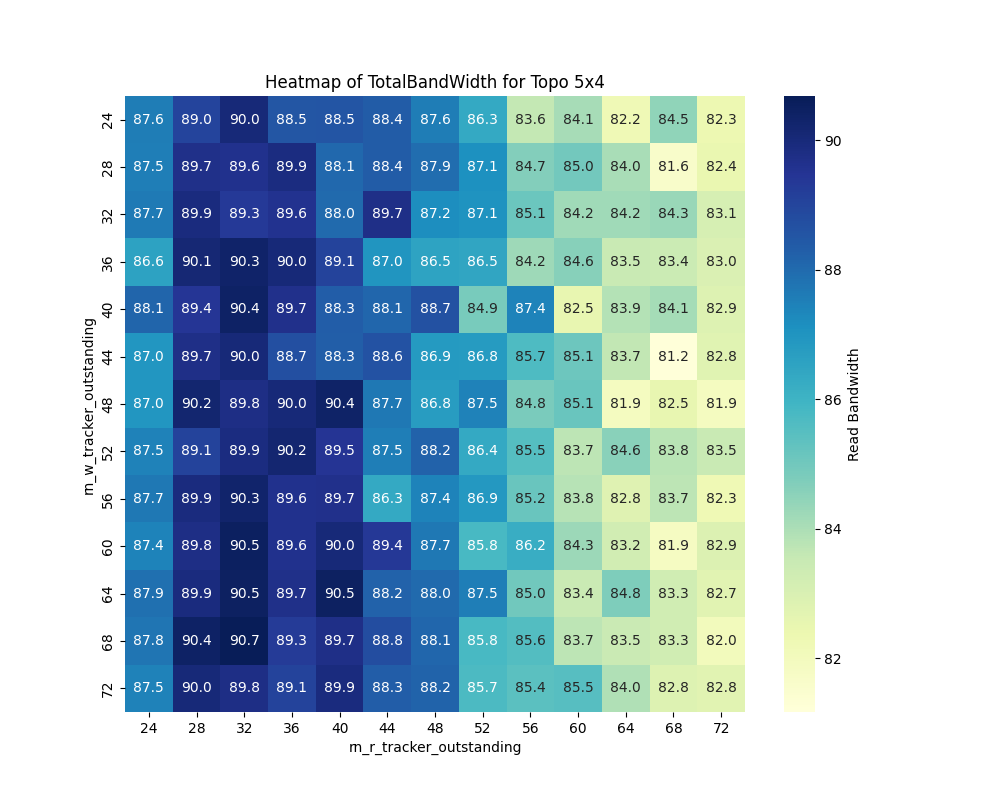 Heatmap of TotalBandWidth for Topo 5x4
24 87.6 89.0 90.0 88.5 88.5 88.4 87.6 86.3 83.6 84.1 82.2 84.5 82.3
28 87.5 89.7 89.6 89.9 88.1 88.4 87.9 87.1 84.7 85.0 84.0 81.6 82.4
32 87.7 89.9 89.3 89.6 88.0 89.7 87.2 87.1 85.1 84.2 84.2 84.3 83.1
36 86.6 90.1 90.3 90.0 89.1 87.0 86.5 86.5 84.2 84.6 83.5 83.4 83.0
40 88.1 89.4 90.4 89.7 88.3 88.1 88.7 84.9 87.4 82.5 83.9 84.1 82.9
44 87.0 89.7 90.0 88.7 88.3 88.6 86.9 86.8 85.7 85.1 83.7 81.2 82.8
48 87.0 90.2 89.8 90.0 90.4 87.7 86.8 87.5 84.8 85.1 81.9 82.5 81.9
52 87.5 89.1 89.9 90.2 89.5 87.5 88.2 86.4 85.5 83.7 84.6 83.8 83.5
56 87.7 89.9 90.3 89.6 89.7 86.3 87.4 86.9 85.2 83.8 82.8 83.7 82.3
60 87.4 89.8 90.5 89.6 90.0 89.4 87.7 85.8 86.2 84.3 83.2 81.9 82.9
64 87.9 89.9 90.5 89.7 90.5 88.2 88.0 87.5 85.0 83.4 84.8 83.3 82.7
68 87.8 90.4 90.7 89.3 89.7 88.8 88.1 85.8 85.6 83.7 83.5 83.3 82.0
72 87.5 90.0 89.8 89.1 89.9 88.3 88.2 85.7 85.4 85.5 84.0 82.8 82.8
24 28 32 36 40 44 48 52 56 60 64 68 72
rn_r_tracker_outstanding
rn_w_tracker_outstanding
90
88
86
84
82
Read Bandwidth